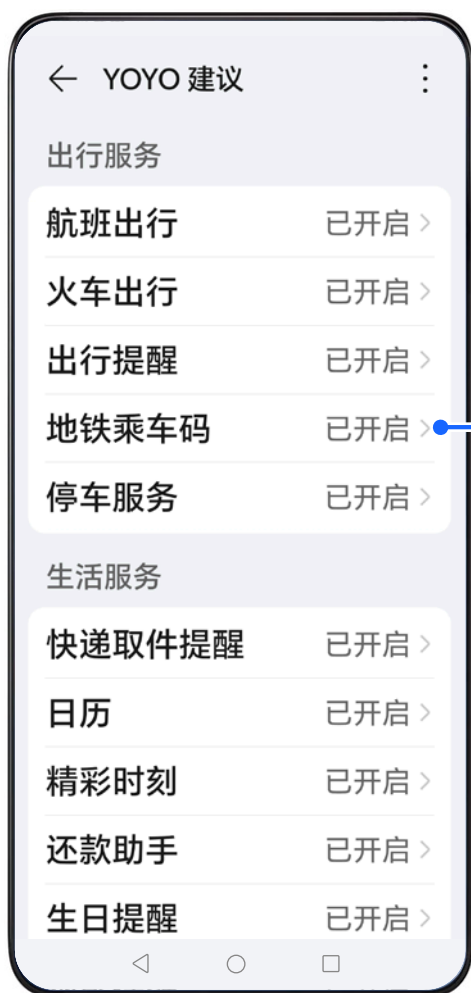 YOYO 建议
出行服务
航班出行 已开启
火车出行 已开启
出行提醒 已开启
地铁乘车码 已开启
停车服务 已开启
生活服务
快递取件提醒 已开启
日历 已开启
精彩时刻 已开启
还款助手 已开启
生日提醒 已开启